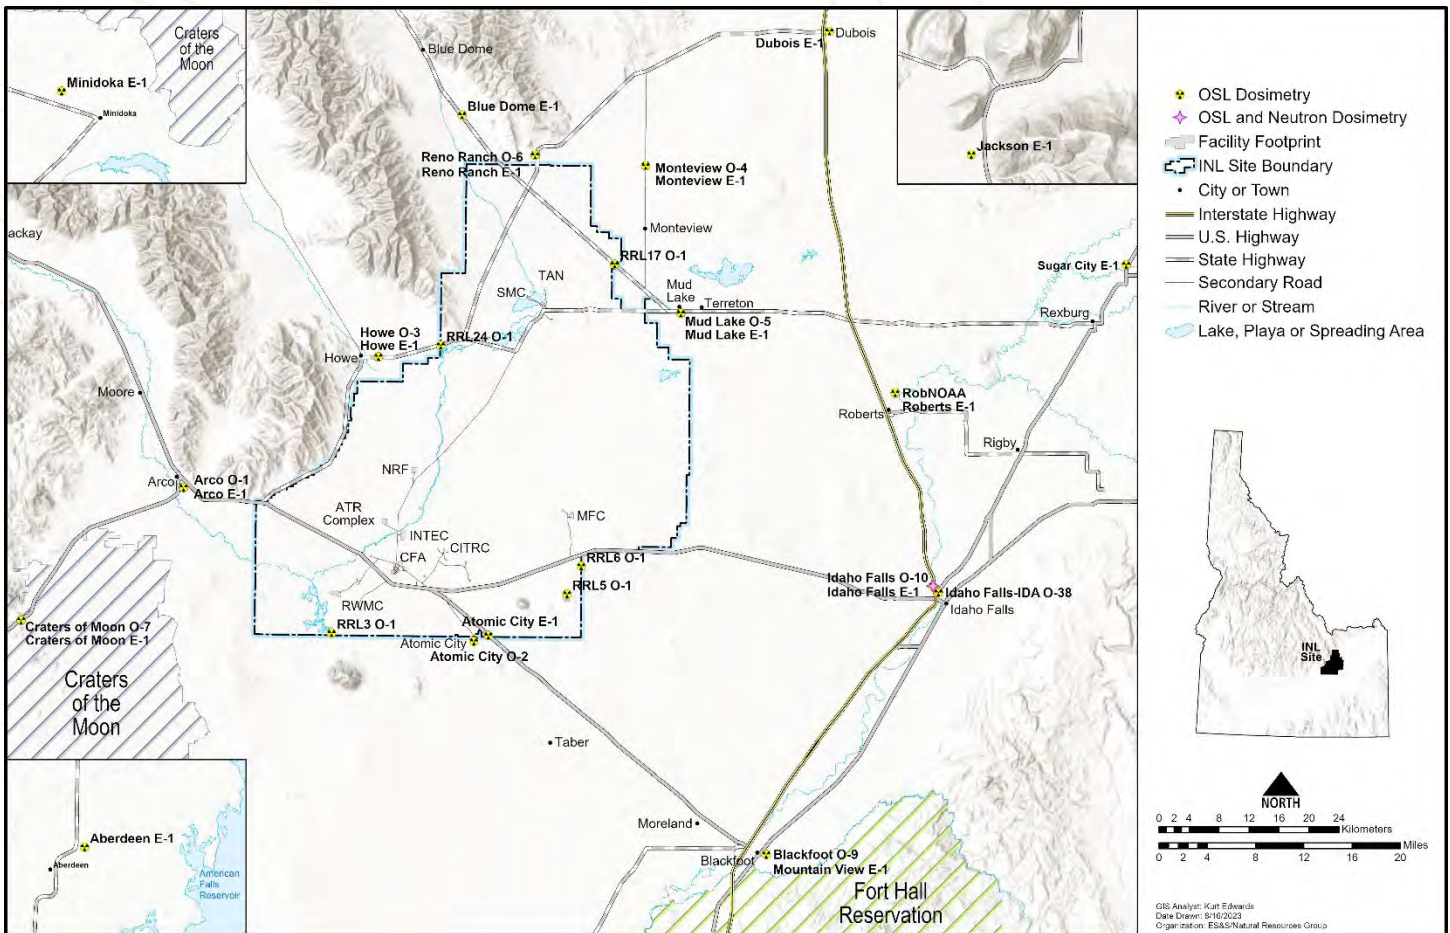 Craters
of the
Moon
Minidoka E-1
Minidoka
Blue Dome
Blue Dome E-1
Dubois E-1
Dubois
Jackson E-1
Reno Ranch O-6
Reno Ranch E-1
Monteview O-4
Monteview E-1
Monteview
ackay
RRL17 O-1
Sugar City E-1
TAN
SMC
Mud
Lake
Terreton
Mud Lake O-5
Mud Lake E-1
Rexburg
Howe O-3
Howe E-1
RRL24 O-1
Howe
Moore
RobNOAA
Roberts E-1
Roberts
Rigby
NRF
Arco
Arco O-1
Arco E-1
ATR
Complex
MFC
INTEC
CITRC
CFA
RRL6 O-1
RRL5 O-1
RWMC
Idaho Falls O-10
Idaho Falls E-1
Idaho Falls-IDA O-38
Idaho Falls
Craters of Moon O-7
Craters of Moon E-1
RRL3 O-1
Atomic City E-1
Atomic City
Atomic City O-2
Craters
of the
Moon
Taber
Aberdeen E-1
Aberdeen
American
Falls
Reservoir
Moreland
Blackfoot
Blackfoot O-9
Mountain View E-1
Fort Hall
Reservation
OSL Dosimetry
OSL and Neutron Dosimetry
Facility Footprint
INL Site Boundary
City or Town
Interstate Highway
U.S. Highway
State Highway
Secondary Road
River or Stream
Lake, Playa or Spreading Area
INL
Site
NORTH
0 2 4 8 12 16 20 24
Kilometers
Miles
0 2 4 8 12 16 20
GIS Analyst: Kurt Edwards
Date Drawn: 8/16/2023
Organization: ES&S/Natural Resources Group